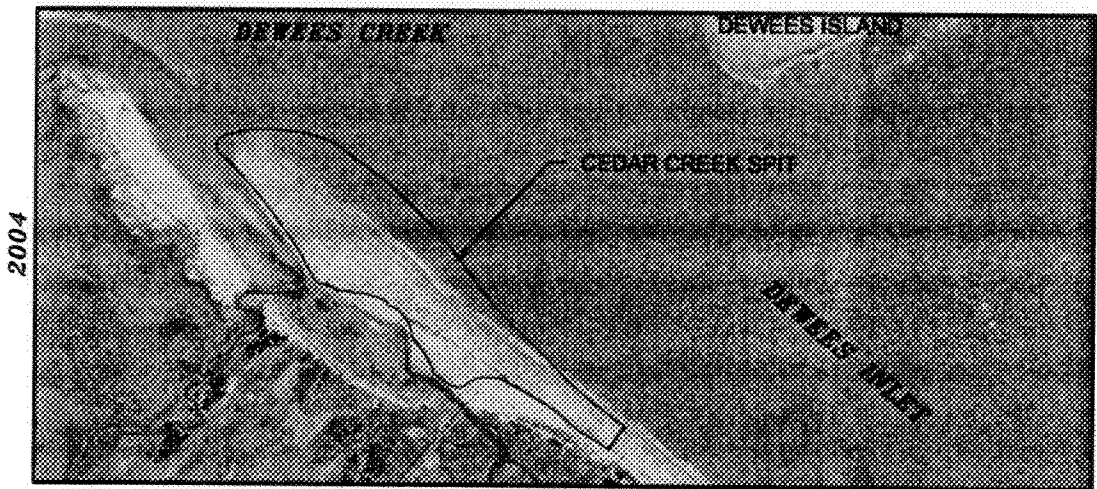 DEWEES CREEK
DEWEES ISLAND
CEDAR CREEK SPIT
2004
DEWEES INLET